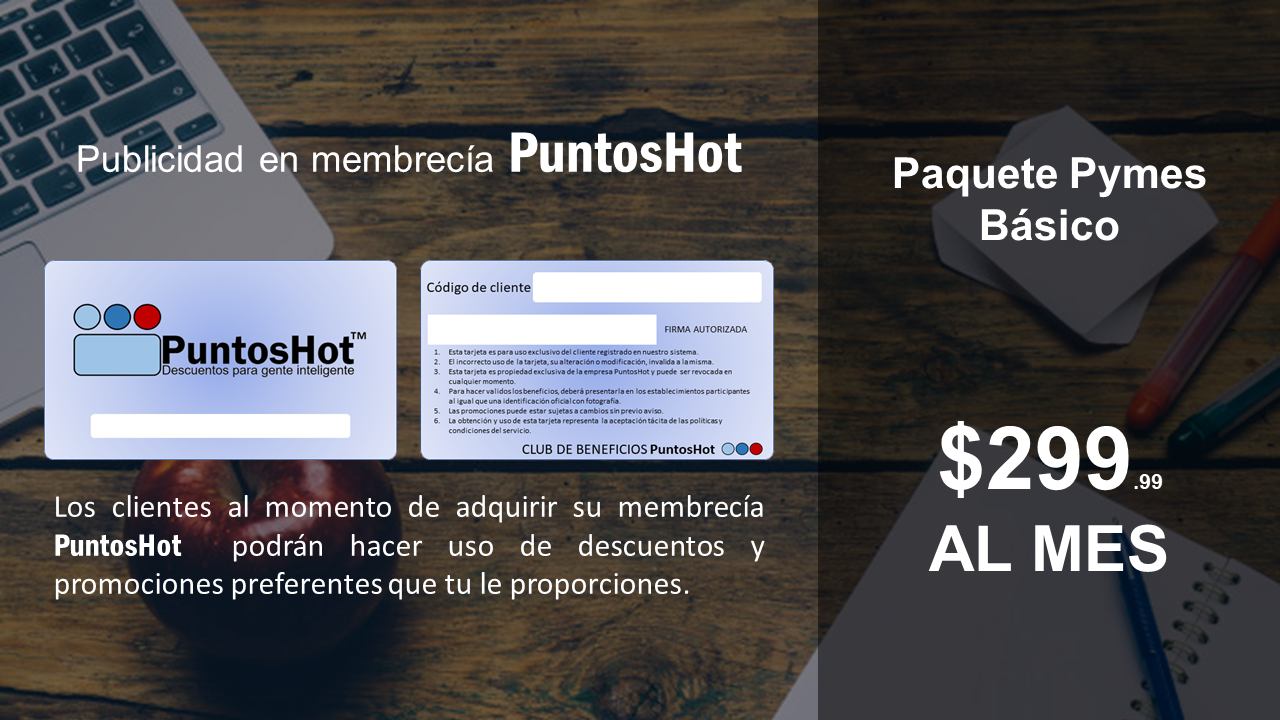 Publicidad en membrecía PuntosHot
PuntosHot™
Descuentos para gente inteligente
Código de cliente
FIRMA AUTORIZADA
1. Esta tarjeta es para uso exclusivo del cliente registrado en nuestro sistema.
2. El incorrecto uso de la tarjeta, su alteración o modificación, invalida a la misma.
3. Esta tarjeta es propiedad exclusiva de la empresa PuntosHot y puede ser revocada en
cualquier momento.
4. Para hacer validos los beneficios, deberá presentarla en los establecimientos participantes
al igual que una identificación oficial con fotografía.
5. Las promociones puede estar sujetas a cambios sin previo aviso.
6. La obtención y uso de esta tarjeta representa la aceptación tácita de las políticas y
condiciones del servicio.
CLUB DE BENEFICIOS PuntosHot
Los clientes al momento de adquirir su membrecía
PuntosHot podrán hacer uso de descuentos y
promociones preferentes que tu le proporciones.
Paquete Pymes
Básico
$299.99
AL MES